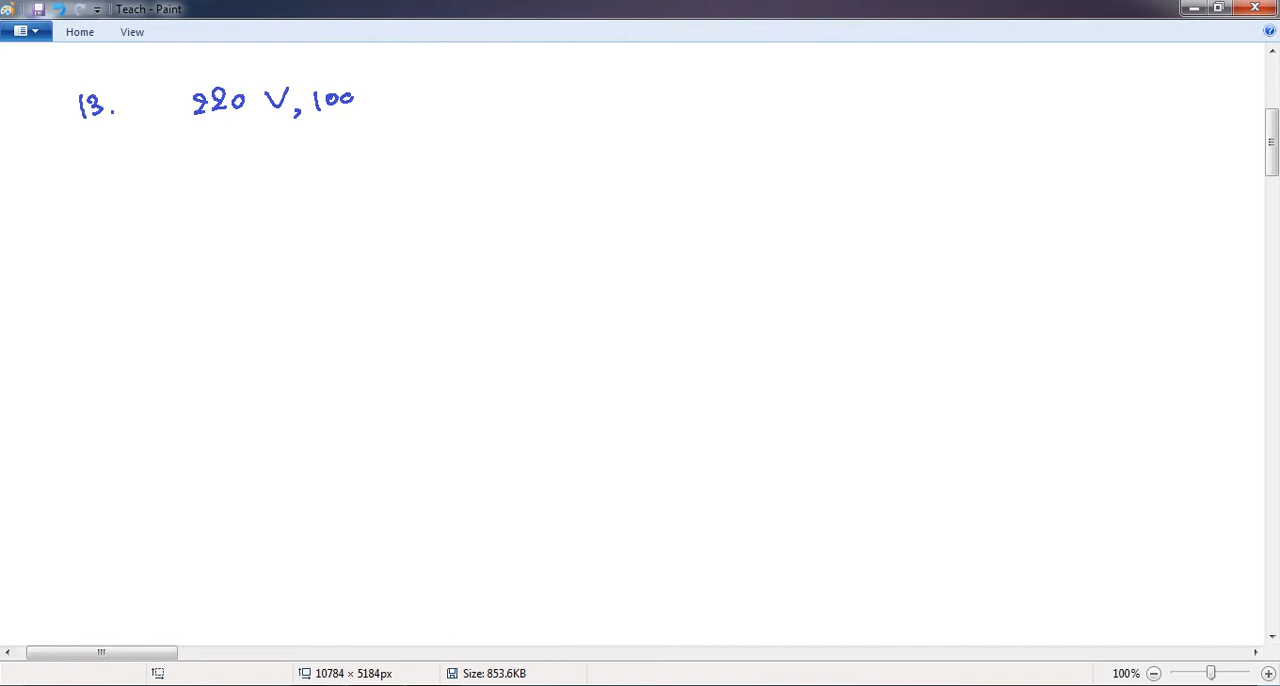 Teach - Paint
Home View
13. 220 V, 100
10784 × 5184px Size: 853.6KB 100%